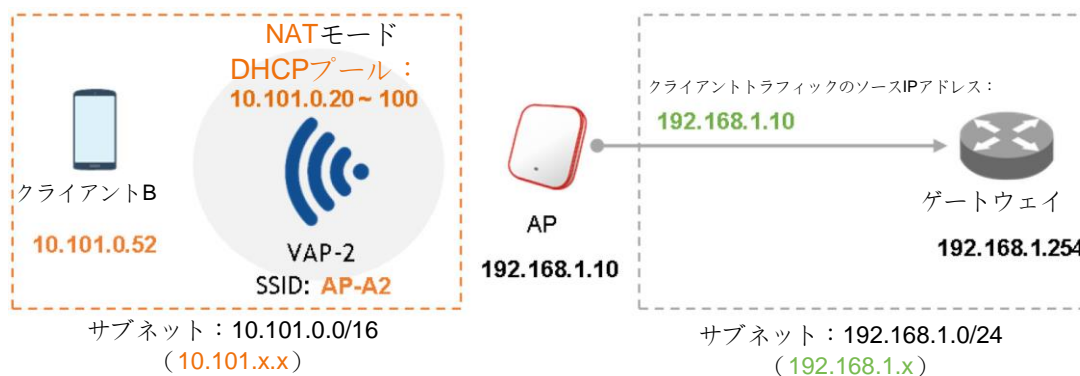 NATモード
DHCPプール：
10.101.0.20 ~ 100
クライアントB
10.101.0.52
VAP-2
SSID: AP-A2
サブネット：10.101.0.0/16
（10.101.x.x）
AP
192.168.1.10
クライアントトラフィックのソースIPアドレス：
192.168.1.10
ゲートウェイ
192.168.1.254
サブネット：192.168.1.0/24
（192.168.1.x）